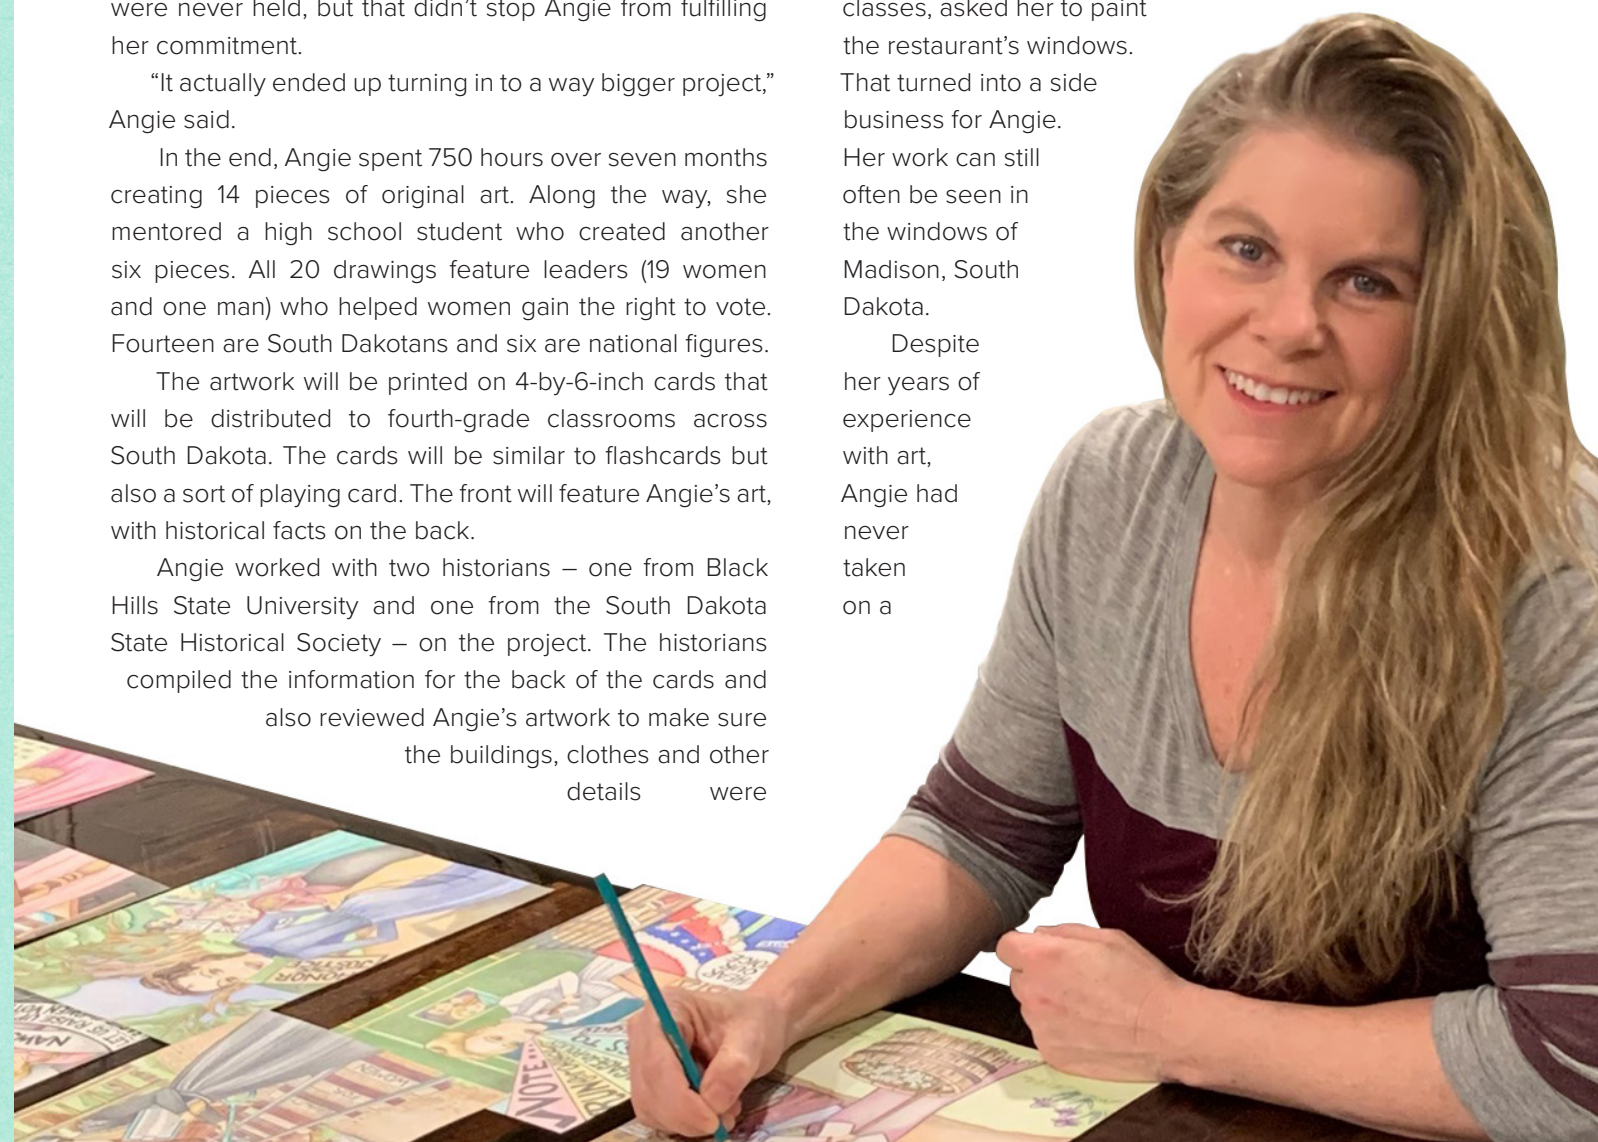 were never held, but that didn’t stop Angie from fulfilling
her commitment.
“It actually ended up turning in to a way bigger project,”
Angie said.
In the end, Angie spent 750 hours over seven months
creating 14 pieces of original art. Along the way, she
mentored a high school student who created another
six pieces. All 20 drawings feature leaders (19 women
and one man) who helped women gain the right to vote.
Fourteen are South Dakotans and six are national figures.
The artwork will be printed on 4-by-6-inch cards that
will be distributed to fourth-grade classrooms across
South Dakota. The cards will be similar to flashcards but
also a sort of playing card. The front will feature Angie’s art,
with historical facts on the back.
Angie worked with two historians – one from Black
Hills State University and one from the South Dakota
State Historical Society – on the project. The historians
compiled the information for the back of the cards and
also reviewed Angie’s artwork to make sure
the buildings, clothes and other
details were
classes, asked her to paint
the restaurant’s windows.
That turned into a side
business for Angie.
Her work can still
often be seen in
the windows of
Madison, South
Dakota.
Despite
her years of
experience
with art,
Angie had
never
taken
on a
VOTE...